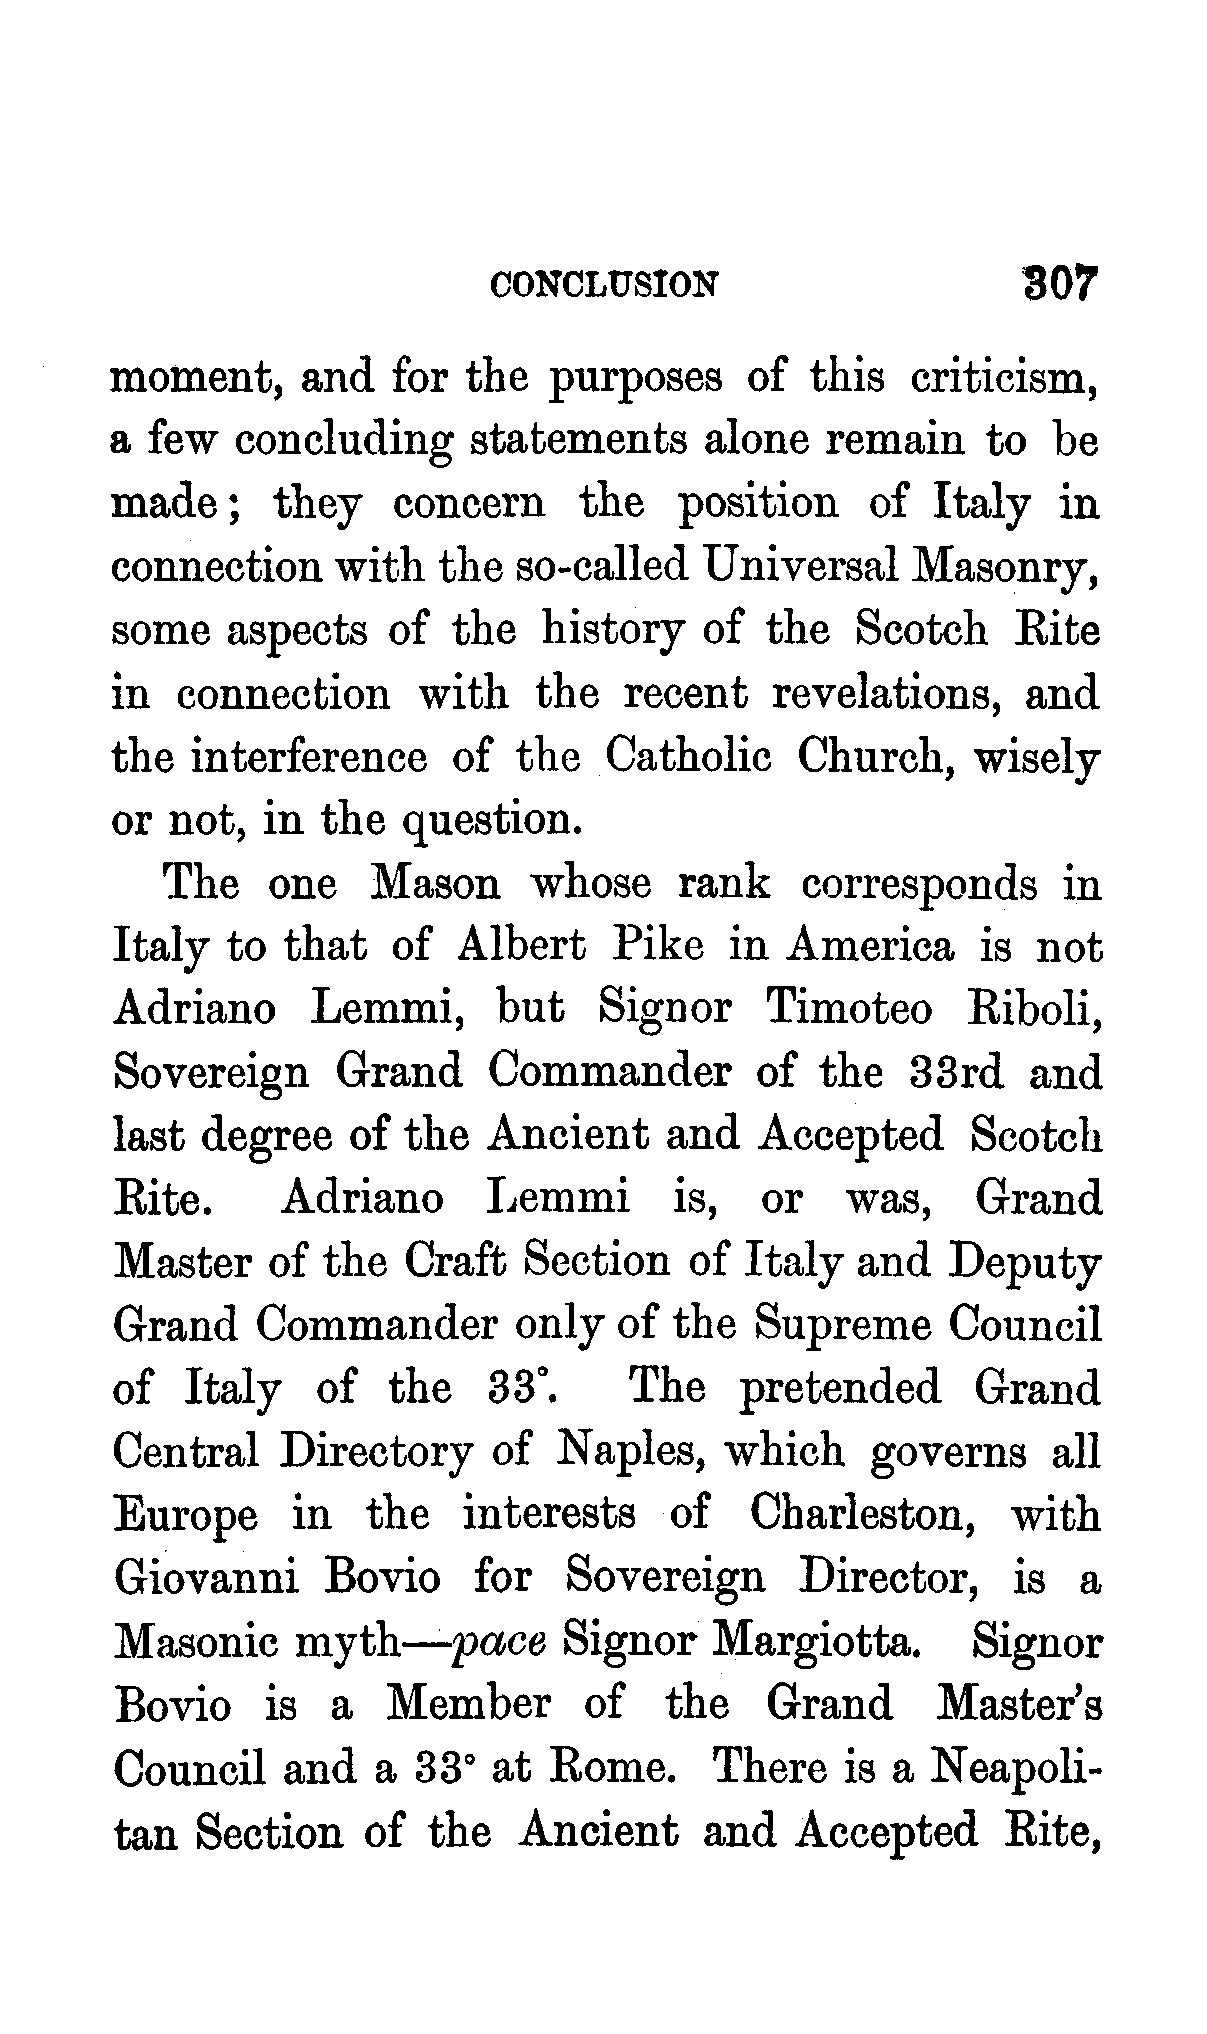 CONCLUSION 307
moment, and for the purposes of this criticism,
a few concluding statements alone remain to be
made; they concern the position of Italy in
connection with the so-called Universal Masonry,
some aspects of the history of the Scotch Rite
in connection with the recent revelations, and
the interference of the Catholic Church, wisely
or not, in the question.
The one Mason whose rank corresponds in
Italy to that of Albert Pike in America is not
Adriano Lemmi, but Signor Timoteo Riboli,
Sovereign Grand Commander of the 33rd and
last degree of the Ancient and Accepted Scotch
Rite. Adriano Lemmi is, or was, Grand
Master of the Craft Section of Italy and Deputy
Grand Commander only of the Supreme Council
of Italy of the 33°. The pretended Grand
Central Directory of Naples, which governs all
Europe in the interests of Charleston, with
Giovanni Bovio for Sovereign Director, is a
Masonic myth—pace Signor Margiotta. Signor
Bovio is a Member of the Grand Master's
Council and a 33° at Rome. There is a Neapoli-
tan Section of the Ancient and Accepted Rite,